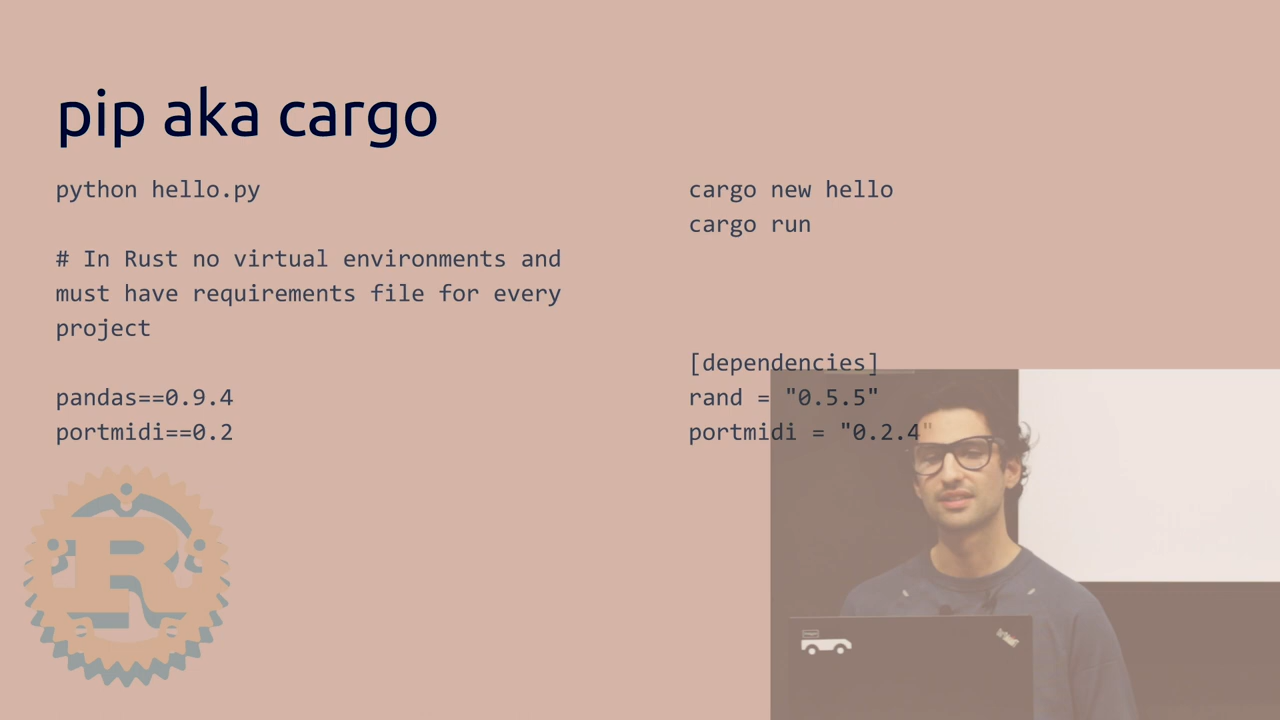 pip aka cargo
python hello.py
# In Rust no virtual environments and
must have requirements file for every
project
pandas==0.9.4
portmidi==0.2
cargo new hello
cargo run
[dependencies]
rand = "0.5.5"
portmidi = "0.2.4"
R